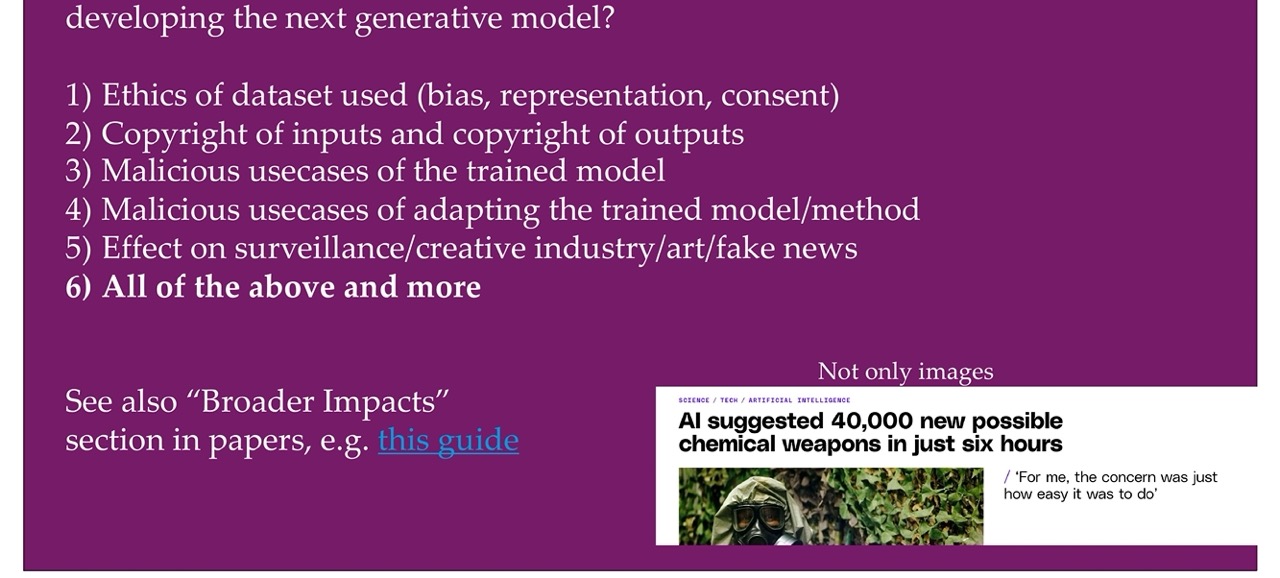 developing the next generative model?
1) Ethics of dataset used (bias, representation, consent)
2) Copyright of inputs and copyright of outputs
3) Malicious usecases of the trained model
4) Malicious usecases of adapting the trained model/method
5) Effect on surveillance/creative industry/art/fake news
6) All of the above and more
See also “Broader Impacts”
section in papers, e.g. this guide
Not only images
SCIENCE / TECH / ARTIFICIAL INTELLIGENCE
AI suggested 40,000 new possible
chemical weapons in just six hours
/ ‘For me, the concern was just
how easy it was to do’